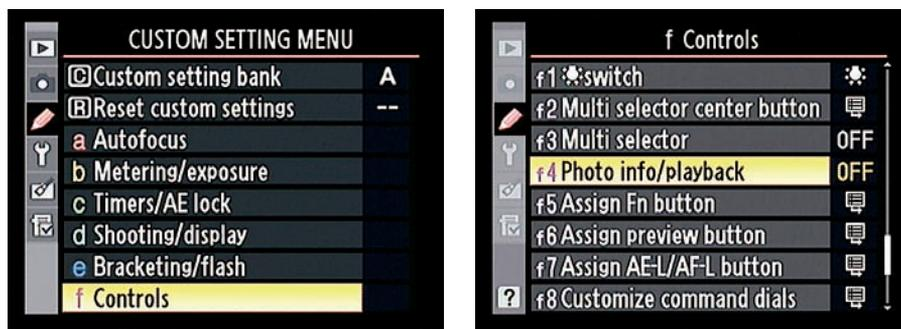 CUSTOM SETTING MENU
C Custom setting bank A
R Reset custom settings --
a Autofocus
b Metering/exposure
c Timers/AE lock
d Shooting/display
e Bracketing/flash
f Controls
f Controls
f1 switch
f2 Multi selector center button
f3 Multi selector OFF
f4 Photo info/playback OFF
f5 Assign Fn button
f6 Assign preview button
f7 Assign AE-L/AF-L button
? f8 Customize command dials